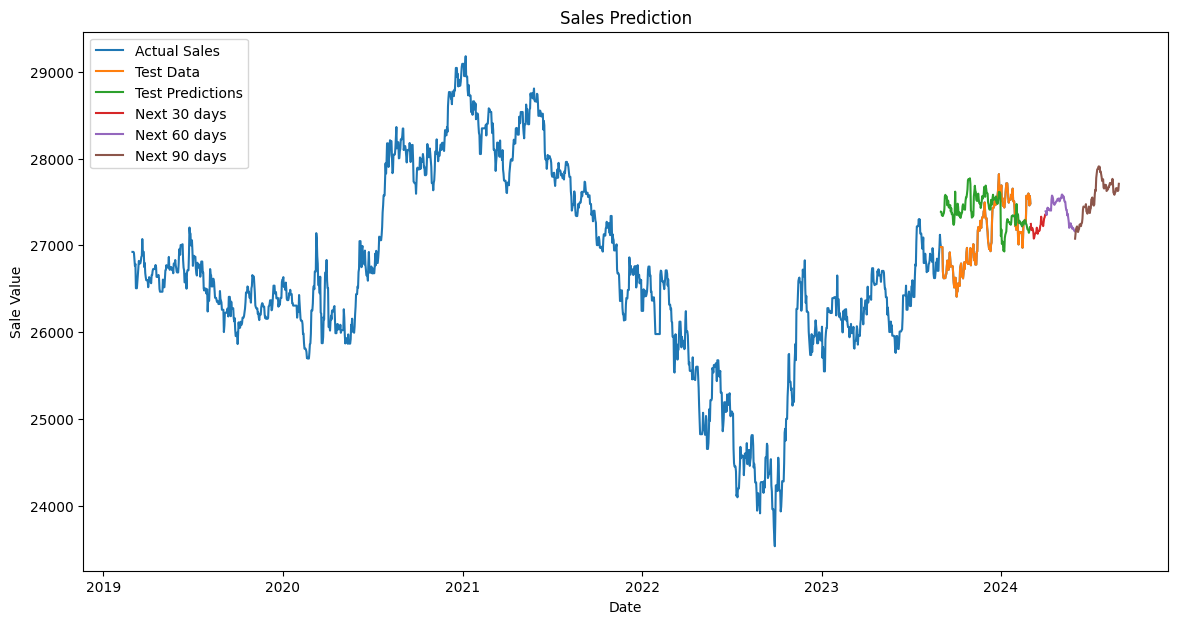 Sales Prediction
Actual Sales
Test Data
Test Predictions
Next 30 days
Next 60 days
Next 90 days
29000
28000
27000
26000
25000
24000
Sale Value
2019
2020
2021
2022
2023
2024
Date